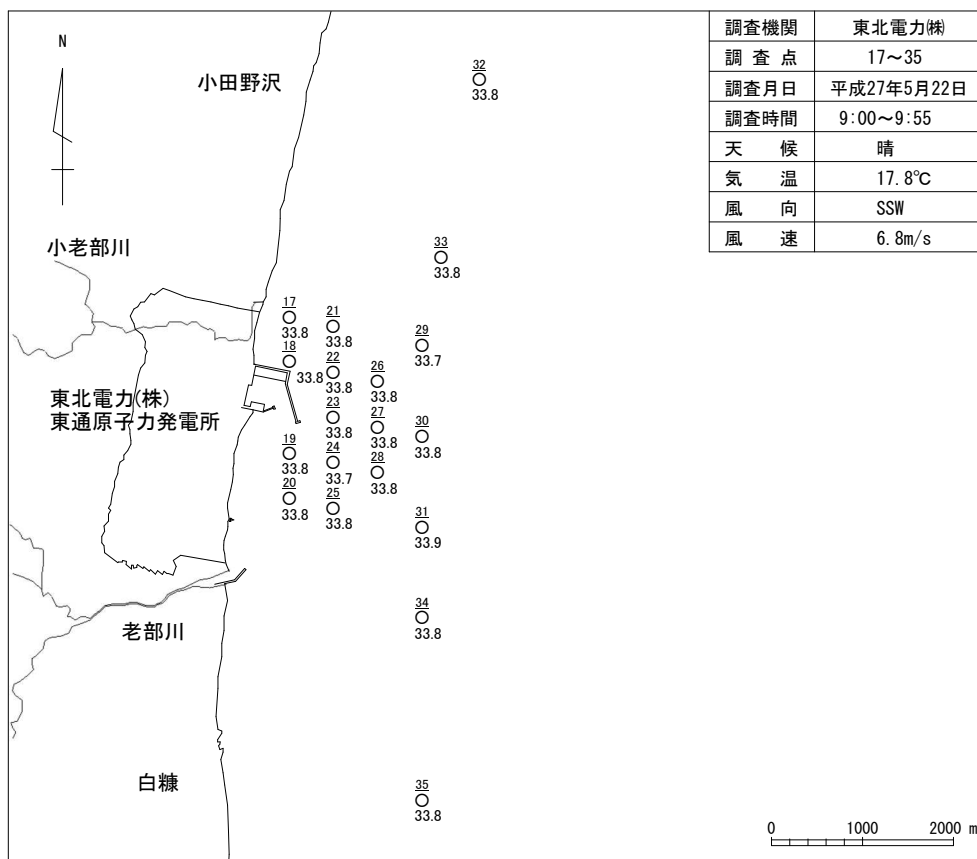 調査機関 東北電力㈱
調査点 17～35
調査月日 平成27年5月22日
調査時間 9:00～9:55
天候 晴
気温 17.8℃
風向 SSW
風速 6.8m/s
N
小田野沢
32
33.8
小老部川
33
33.8
17
33.8
21
33.8
29
33.7
18
33.8
22
33.8
26
33.8
東北電力(株)
東通原子力発電所
23
33.8
27
33.8
30
33.8
19
33.8
24
33.7
28
33.8
20
33.8
25
33.8
31
33.9
34
33.8
老部川
白糠
35
33.8
0 1000 2000 m